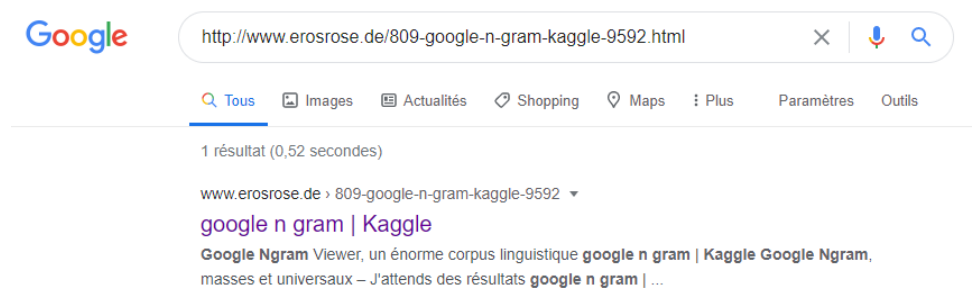 Google
http://www.erosrose.de/809-google-n-gram-kaggle-9592.html
Tous Images Actualités Shopping Maps Plus Paramètres Outils
1 résultat (0,52 secondes)
www.erosrose.de › 809-google-n-gram-kaggle-9592
google n gram | Kaggle
Google Ngram Viewer, un énorme corpus linguistique google n gram | Kaggle Google Ngram,
masses et universaux – J'attends des résultats google n gram | ...